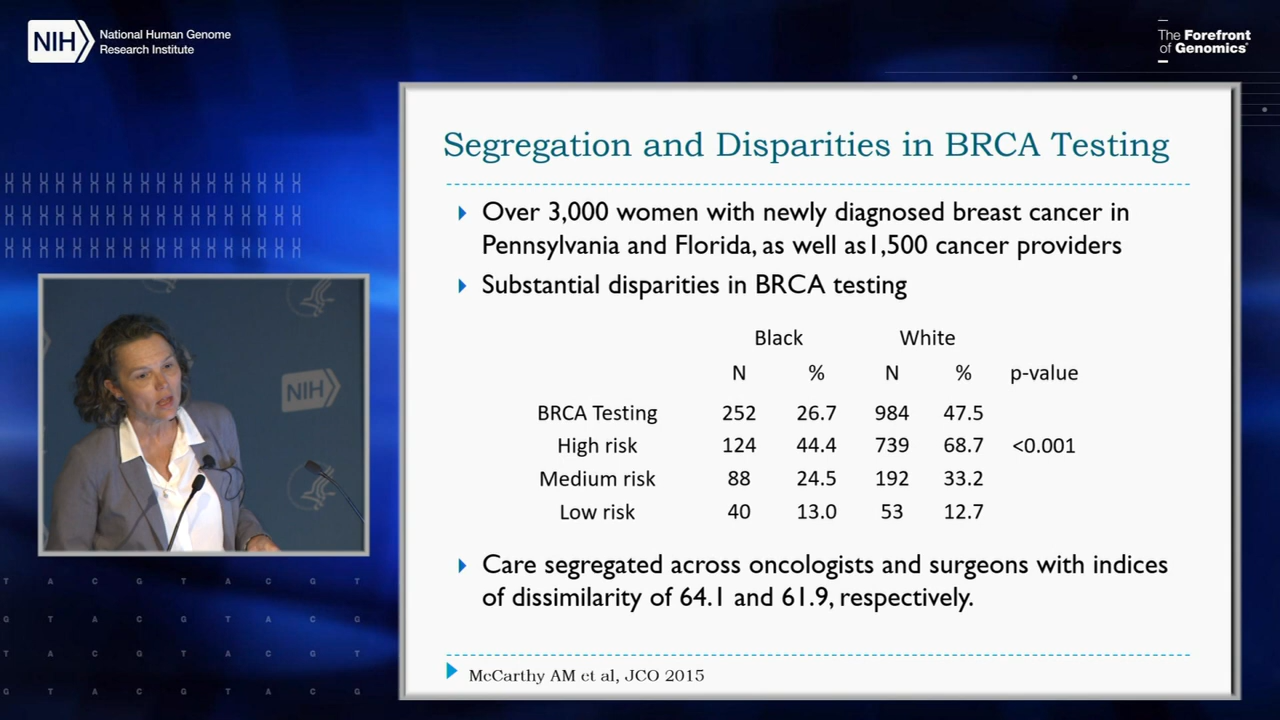 NIH
National Human Genome
Research Institute
The Forefront
of Genomics®
Segregation and Disparities in BRCA Testing
Over 3,000 women with newly diagnosed breast cancer in
Pennsylvania and Florida, as well as1,500 cancer providers
Substantial disparities in BRCA testing
Black White
N % N % p-value
BRCA Testing 252 26.7 984 47.5
High risk 124 44.4 739 68.7 <0.001
Medium risk 88 24.5 192 33.2
Low risk 40 13.0 53 12.7
Care segregated across oncologists and surgeons with indices
of dissimilarity of 64.1 and 61.9, respectively.
McCarthy AM et al, JCO 2015
NIH
T A C G T A C G T
G T A C G T A C G
T A C G T A C G T
G T A C G T A C G